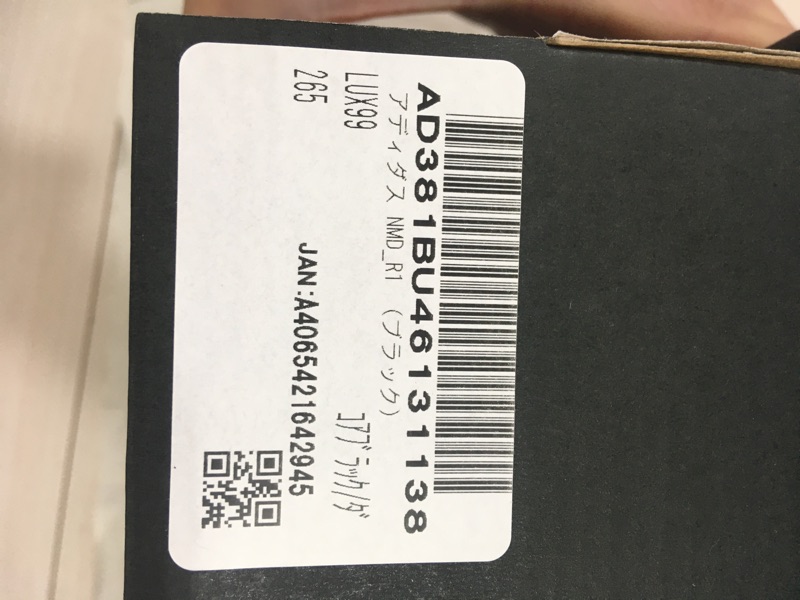 AD381BU46131138
アディダス NMD_R1 （ブラック）
LUX99 ｺｱﾌﾞﾗｯｸ/ﾀﾞ
265
JAN:A4065421642945